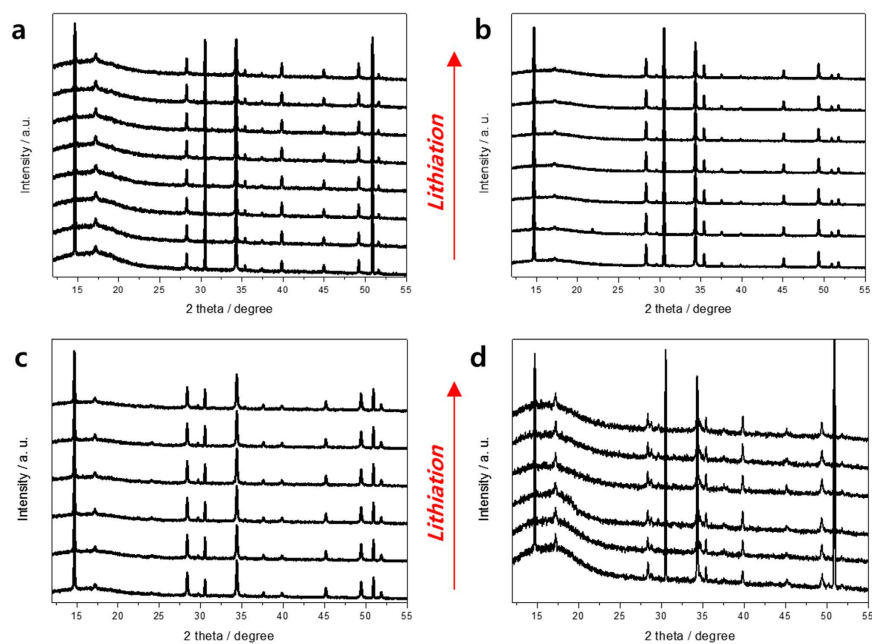 a
Intensity / a.u.
15 20 25 30 35 40 45 50 55
2 theta / degree
Lithiation
b
Intensity / a. u.
15 20 25 30 35 40 45 50 55
2 theta / degree
c
Intensity / a. u.
15 20 25 30 35 40 45 50 55
2 theta / degree
Lithiation
d
Intensity / a. u.
15 20 25 30 35 40 45 50 55
2 theta / degree